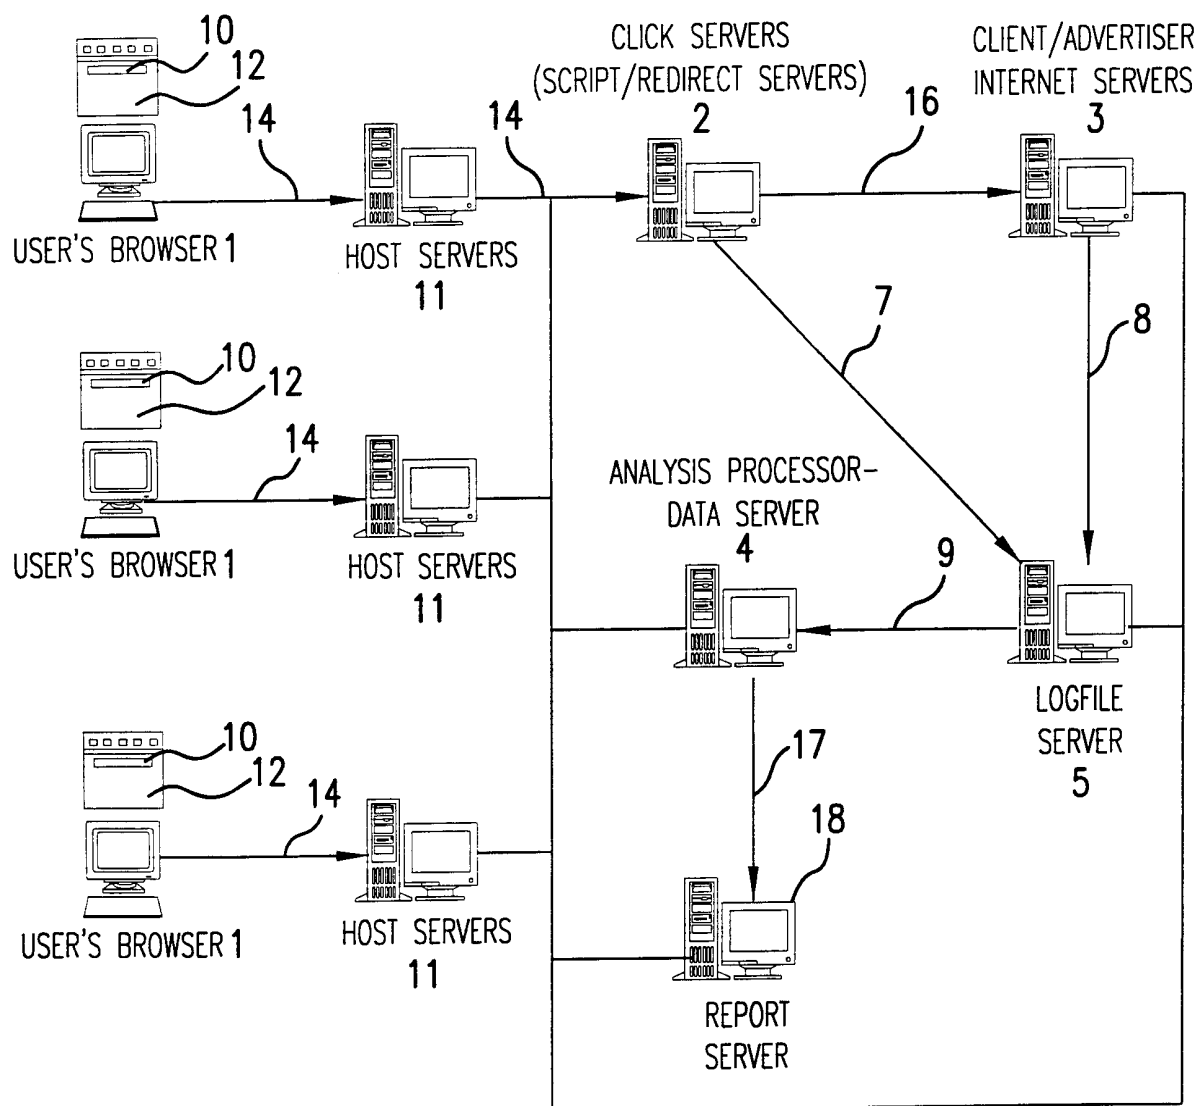 10
12
14
USER'S BROWSER 1
HOST SERVERS
11
14
CLICK SERVERS
(SCRIPT/REDIRECT SERVERS)
2
16
CLIENT/ADVERTISER
INTERNET SERVERS
3
7
8
10
12
14
USER'S BROWSER 1
HOST SERVERS
11
ANALYSIS PROCESSOR-
DATA SERVER
4
9
LOGFILE
SERVER
5
17
10
12
14
USER'S BROWSER 1
HOST SERVERS
11
18
REPORT
SERVER